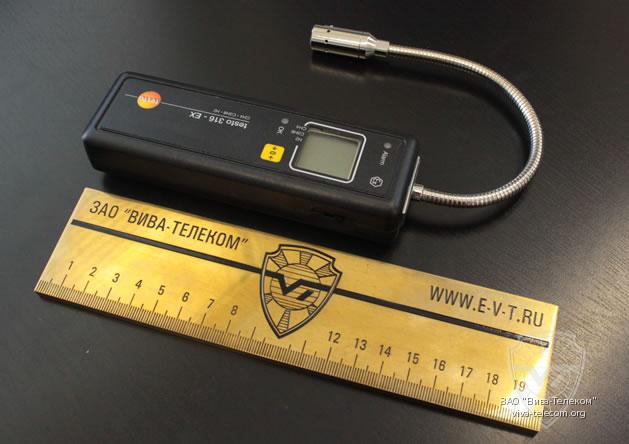 testo
testo 316 - EX
CH4 - C3H8 - H2
OK
H2
C3H8
CH4
Alarm
Ex
ЗАО "ВИВА-ТЕЛЕКОМ"
WWW.E-V-T.RU
1 2 3 4 5 6 7 8 12 13 14 15 16 17 18 19
ЗАО "Вива-Телеком"
viva-telecom.org